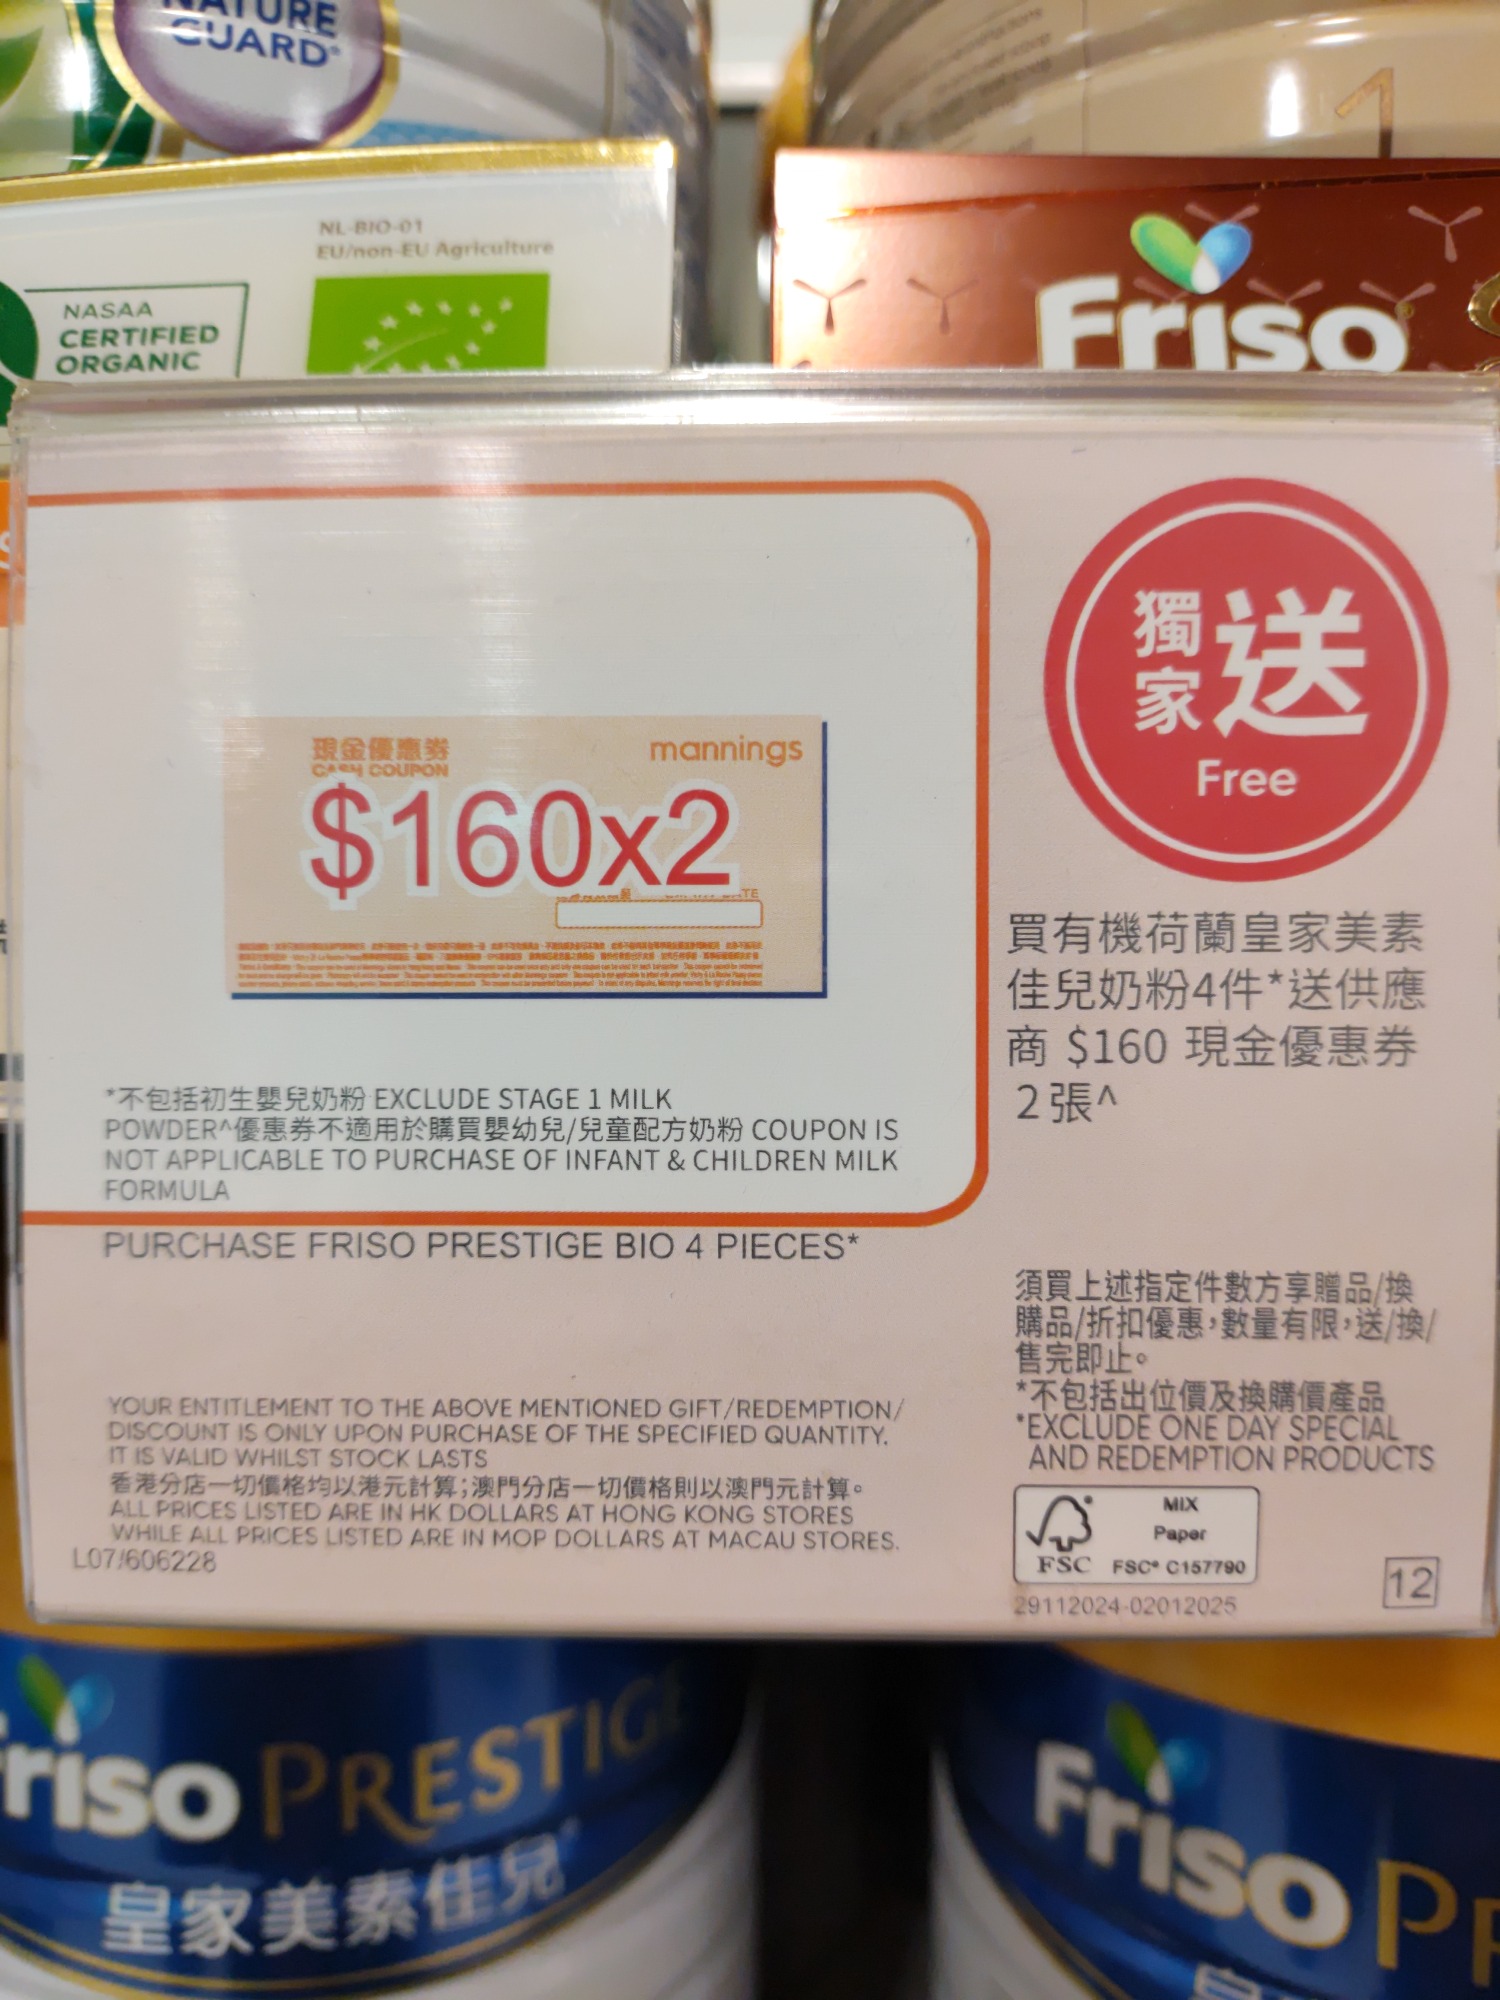 NATURE
GUARD®
1
NL-BIO-01
EU/non-EU Agriculture
NASAA
CERTIFIED
ORGANIC
Friso
獨家送
Free
現金優惠券
CASH COUPON
mannings
$160x2
買有機荷蘭皇家美素
佳兒奶粉4件*送供應
商 $160 現金優惠券
2張^
*不包括初生嬰兒奶粉 EXCLUDE STAGE 1 MILK
POWDER^優惠券不適用於購買嬰幼兒/兒童配方奶粉 COUPON IS
NOT APPLICABLE TO PURCHASE OF INFANT & CHILDREN MILK
FORMULA
PURCHASE FRISO PRESTIGE BIO 4 PIECES*
須買上述指定件數方享贈品/換
購品/折扣優惠,數量有限,送/換/
售完即止。
*不包括出位價及換購價產品
*EXCLUDE ONE DAY SPECIAL
AND REDEMPTION PRODUCTS
YOUR ENTITLEMENT TO THE ABOVE MENTIONED GIFT/REDEMPTION/
DISCOUNT IS ONLY UPON PURCHASE OF THE SPECIFIED QUANTITY.
IT IS VALID WHILST STOCK LASTS
香港分店一切價格均以港元計算;澳門分店一切價格則以澳門元計算。
ALL PRICES LISTED ARE IN HK DOLLARS AT HONG KONG STORES
WHILE ALL PRICES LISTED ARE IN MOP DOLLARS AT MACAU STORES.
L07/606228
MIX
Paper
FSC
FSC® C157790
29112024-02012025
12
Friso PRESTIGE
皇家美素佳兒
Friso PR